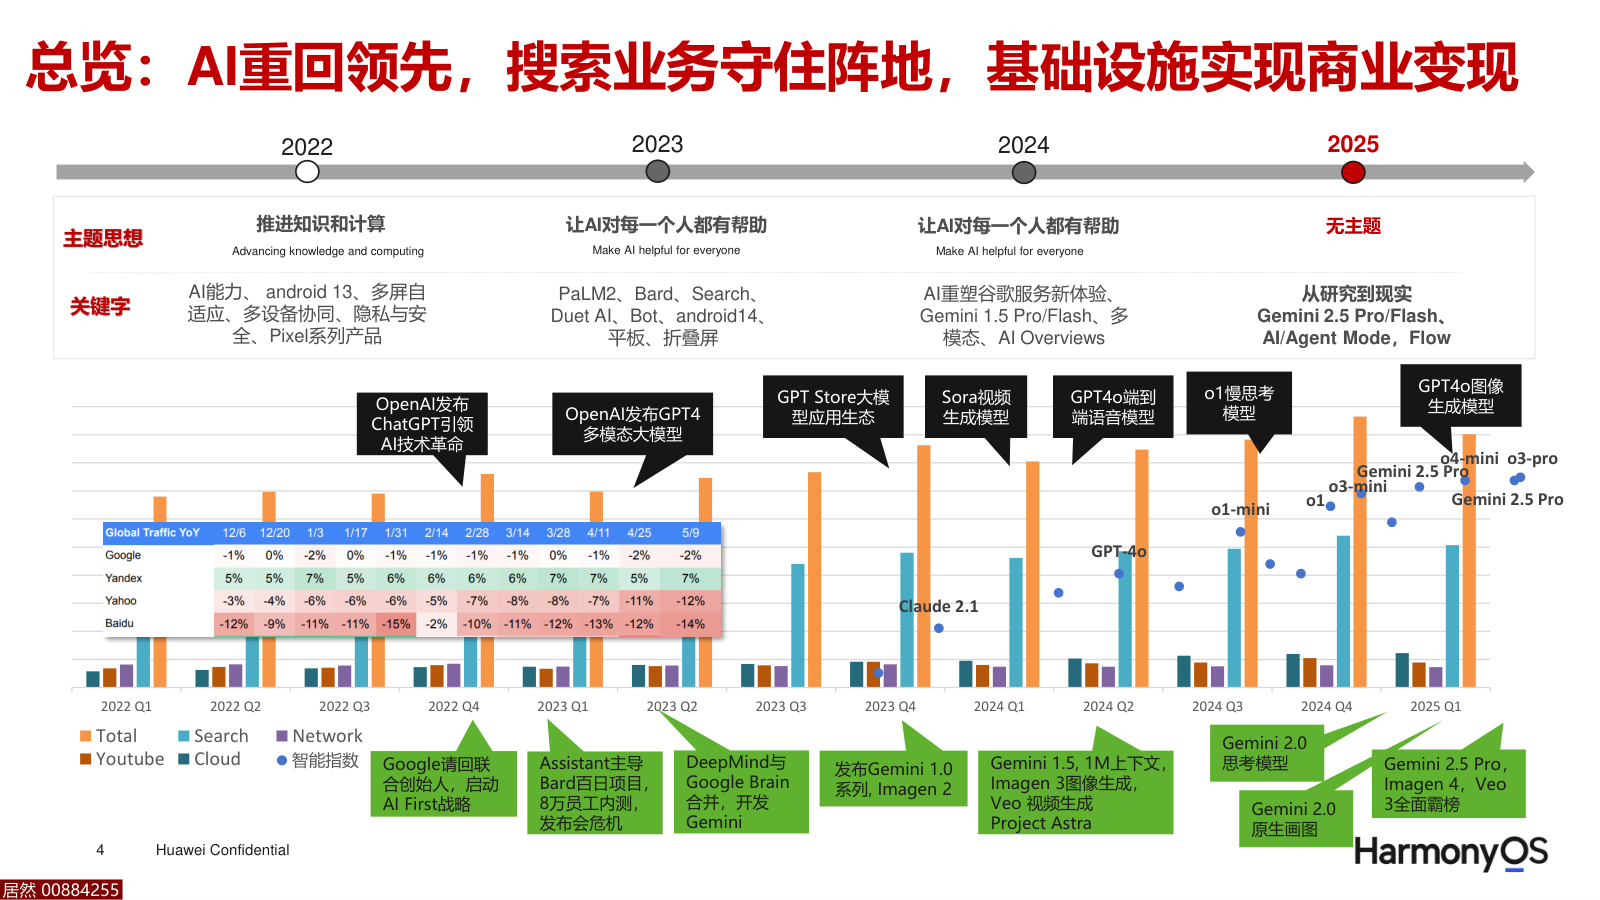 总览：AI重回领先，搜索业务守住阵地，基础设施实现商业变现
2022
2023
2024
2025
主题思想
推进知识和计算
Advancing knowledge and computing
让AI对每一个人都有帮助
Make AI helpful for everyone
让AI对每一个人都有帮助
Make AI helpful for everyone
无主题
关键字
AI能力、 android 13、多屏自
适应、多设备协同、隐私与安
全、Pixel系列产品
PaLM2、Bard、Search、
Duet AI、Bot、android14、
平板、折叠屏
AI重塑谷歌服务新体验、
Gemini 1.5 Pro/Flash、多
模态、AI Overviews
从研究到现实
Gemini 2.5 Pro/Flash、
AI/Agent Mode，Flow
OpenAI发布
ChatGPT引领
AI技术革命
OpenAI发布GPT4
多模态大模型
GPT Store大模
型应用生态
Sora视频
生成模型
GPT4o端到
端语音模型
o1慢思考
模型
GPT4o图像
生成模型
o4-mini o3-pro
Gemini 2.5 Pro
o3-mini
o1
Gemini 2.5 Pro
o1-mini
GPT-4o
Claude 2.1
Global Traffic YoY 12/6 12/20 1/3 1/17 1/31 2/14 2/28 3/14 3/28 4/11 4/25 5/9
Google -1% 0% -2% 0% -1% -1% -1% -1% 0% -1% -2% -2%
Yandex 5% 5% 7% 5% 6% 6% 6% 6% 7% 7% 5% 7%
Yahoo -3% -4% -6% -6% -6% -5% -7% -8% -8% -7% -11% -12%
Baidu -12% -9% -11% -11% -15% -2% -10% -11% -12% -13% -12% -14%
2022 Q1 2022 Q2 2022 Q3 2022 Q4 2023 Q1 2023 Q2 2023 Q3 2023 Q4 2024 Q1 2024 Q2 2024 Q3 2024 Q4 2025 Q1
Total Search Network
Youtube Cloud 智能指数
Google请回联
合创始人，启动
AI First战略
Assistant主导
Bard百日项目，
8万员工内测，
发布会危机
DeepMind与
Google Brain
合并，开发
Gemini
发布Gemini 1.0
系列, Imagen 2
Gemini 1.5, 1M上下文，
Imagen 3图像生成，
Veo 视频生成
Project Astra
Gemini 2.0
思考模型
Gemini 2.0
原生画图
Gemini 2.5 Pro，
Imagen 4，Veo
3全面霸榜
4
Huawei Confidential
HarmonyOS
居然 00884255